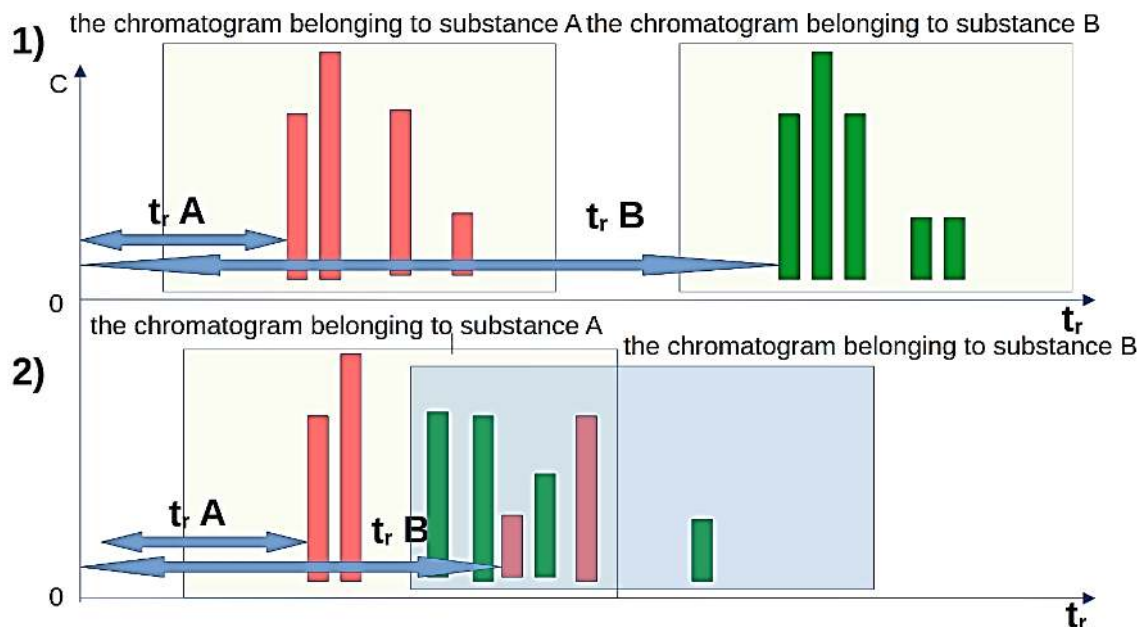 the chromatogram belonging to substance A the chromatogram belonging to substance B
1)
C
tr A
tr B
0
tr
the chromatogram belonging to substance A
the chromatogram belonging to substance B
2)
tr A
tr B
0
tr